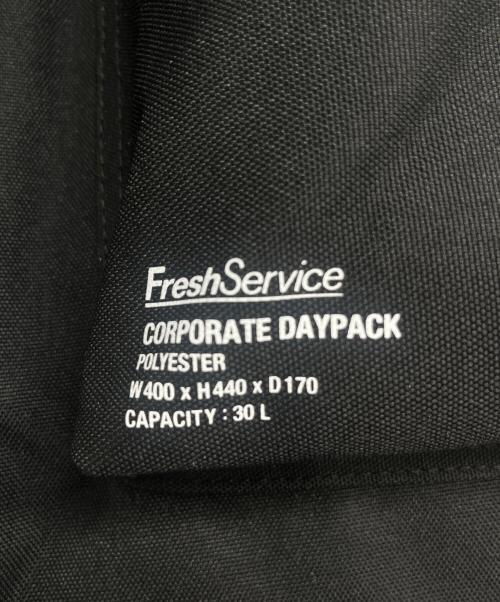 FreshService
CORPORATE DAYPACK
POLYESTER
W400 x H440 x D170
CAPACITY : 30 L